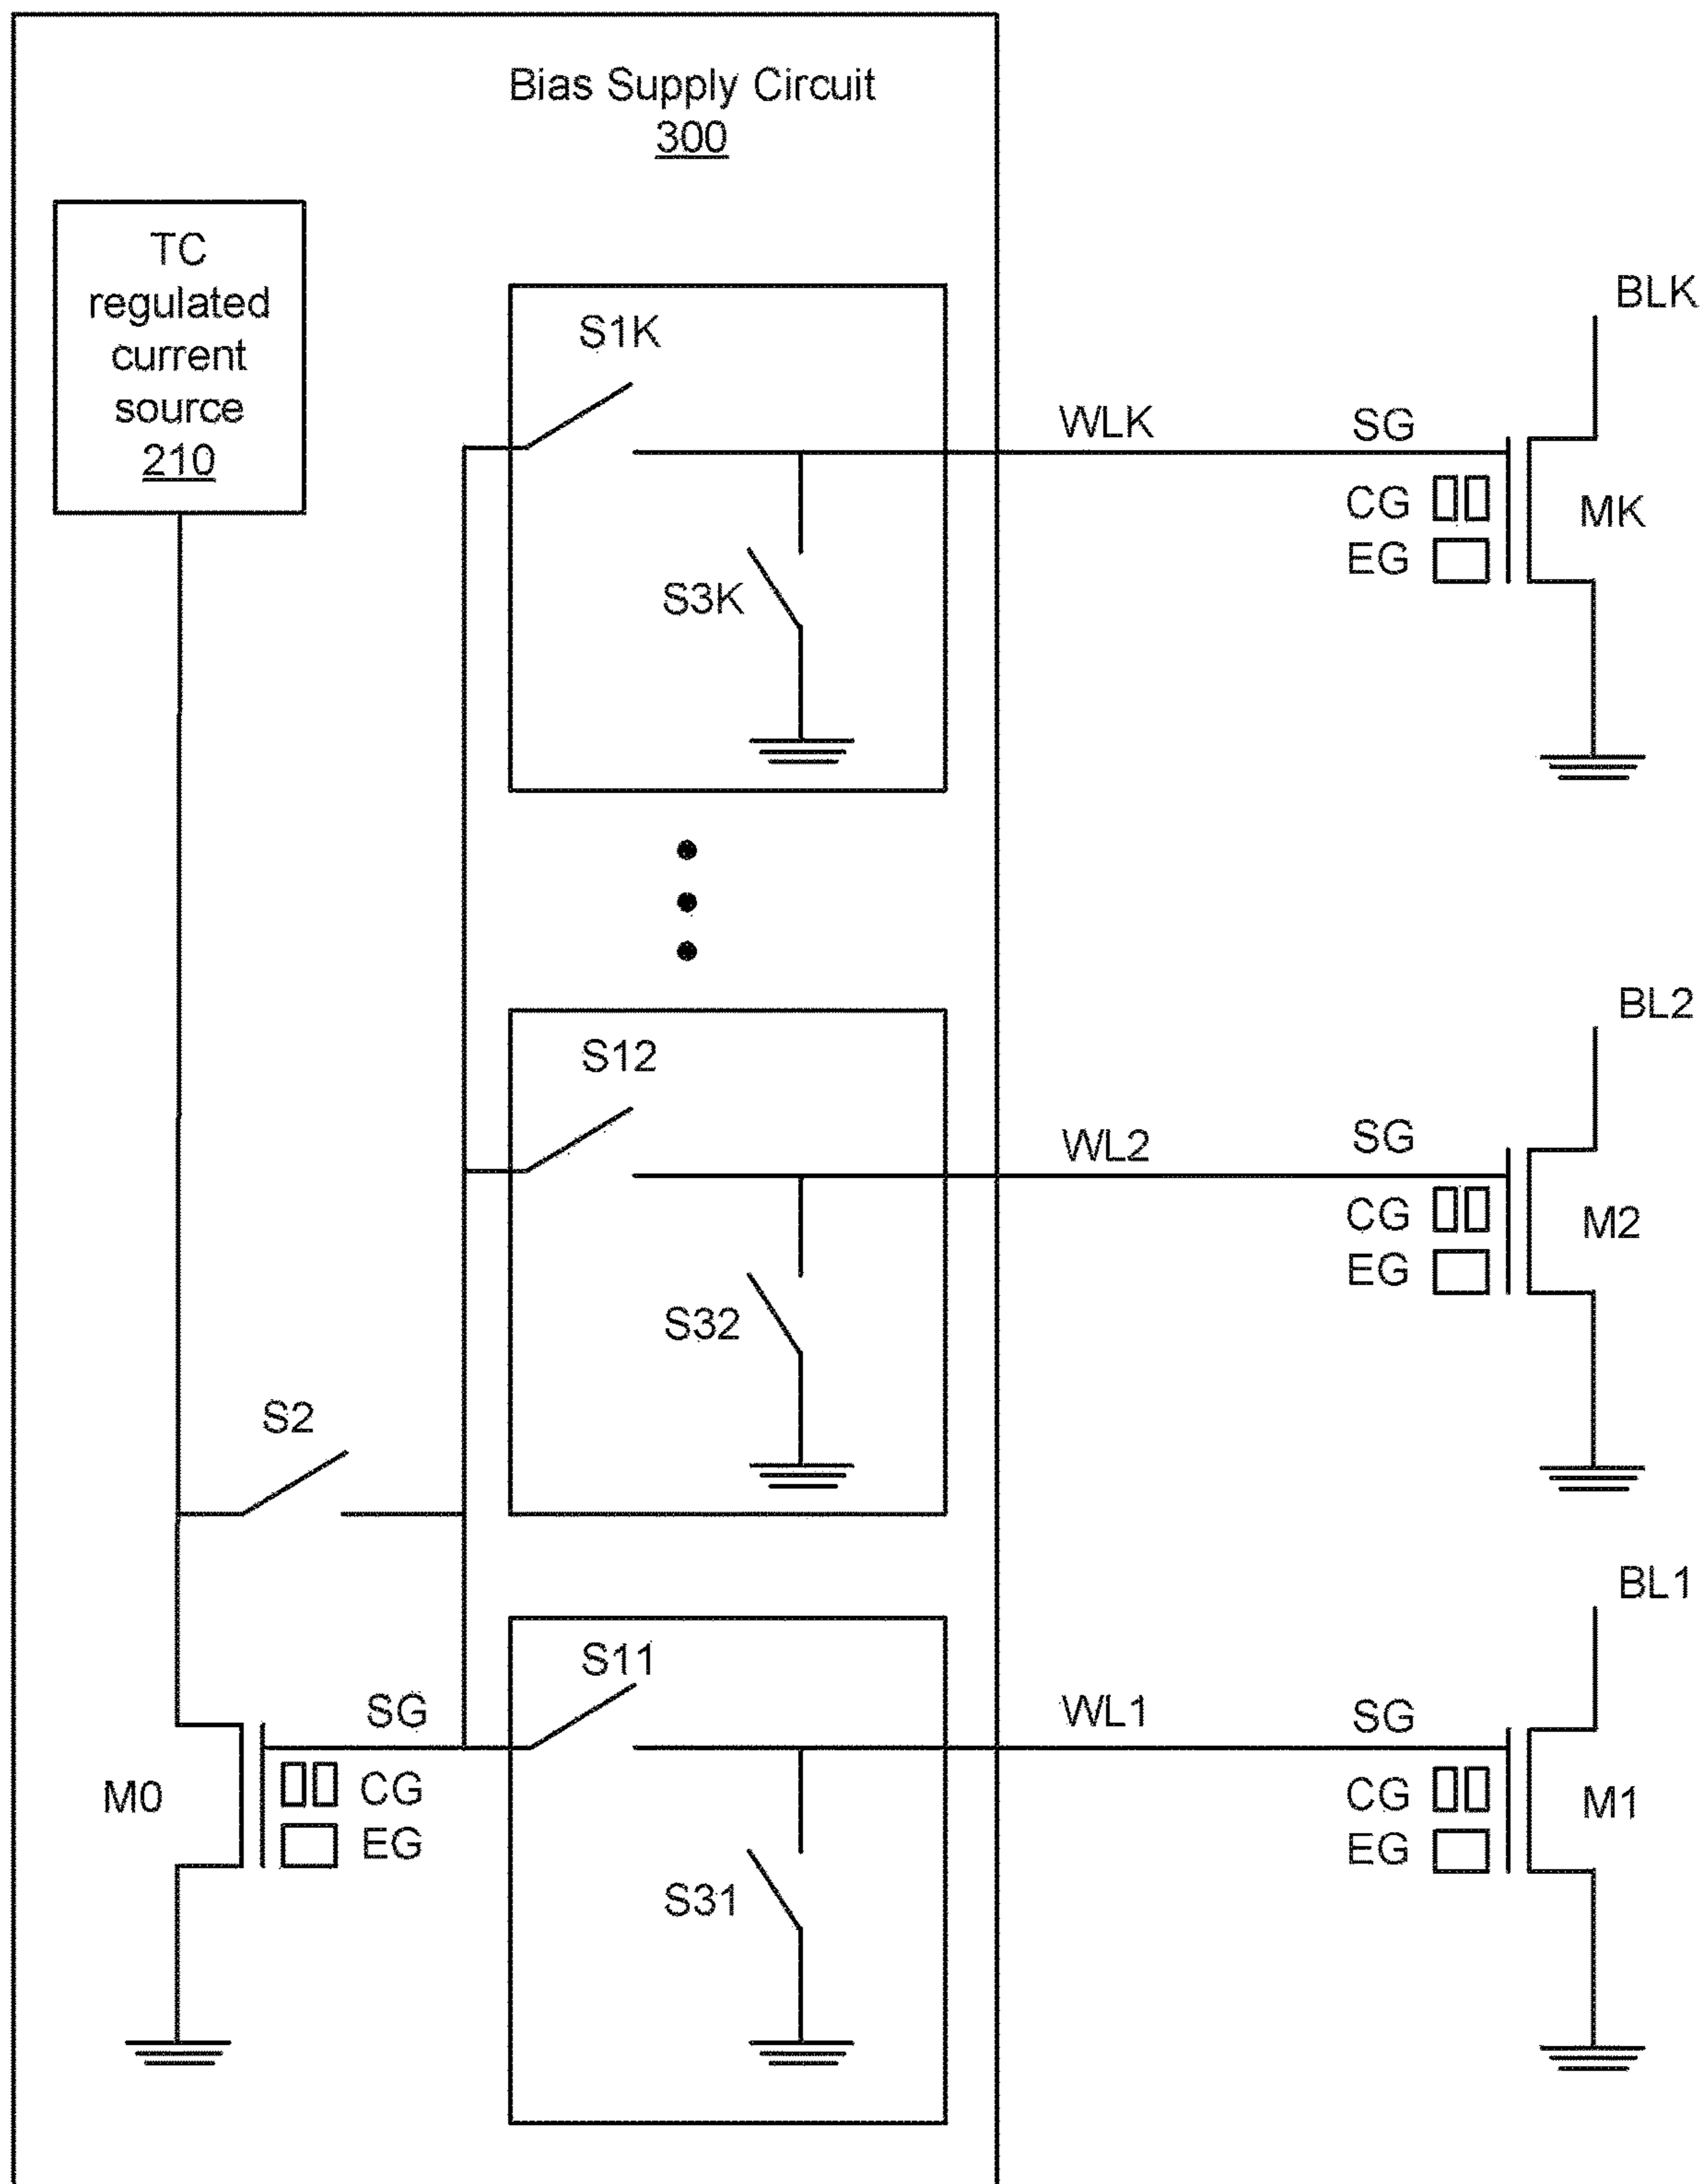 Bias Supply Circuit
300
TC
regulated
current
source
210
S1K
S3K
WLK
SG
CG
EG
BLK
MK
S12
S32
WL2
SG
CG
EG
BL2
M2
S2
SG
CG
EG
M0
S11
S31
WL1
SG
CG
EG
BL1
M1